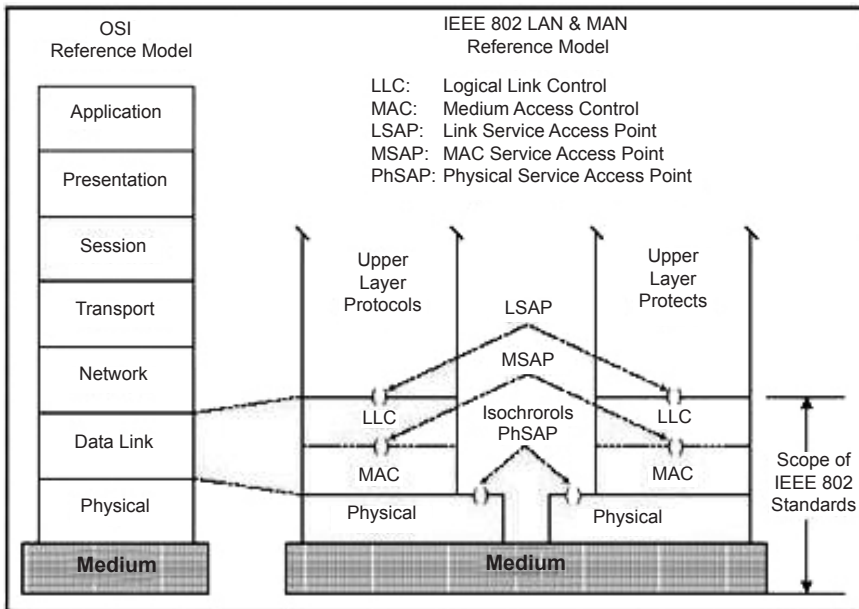 OSI
Reference Model
Application
Presentation
Session
Transport
Network
Data Link
Physical
Medium
IEEE 802 LAN & MAN
Reference Model
LLC: Logical Link Control
MAC: Medium Access Control
LSAP: Link Service Access Point
MSAP: MAC Service Access Point
PhSAP: Physical Service Access Point
Upper
Layer
Protocols
LSAP
MSAP
Isochrorols
PhSAP
Upper
Layer
Protects
LLC
MAC
Physical
LLC
MAC
Physical
Medium
Scope of
IEEE 802
Standards